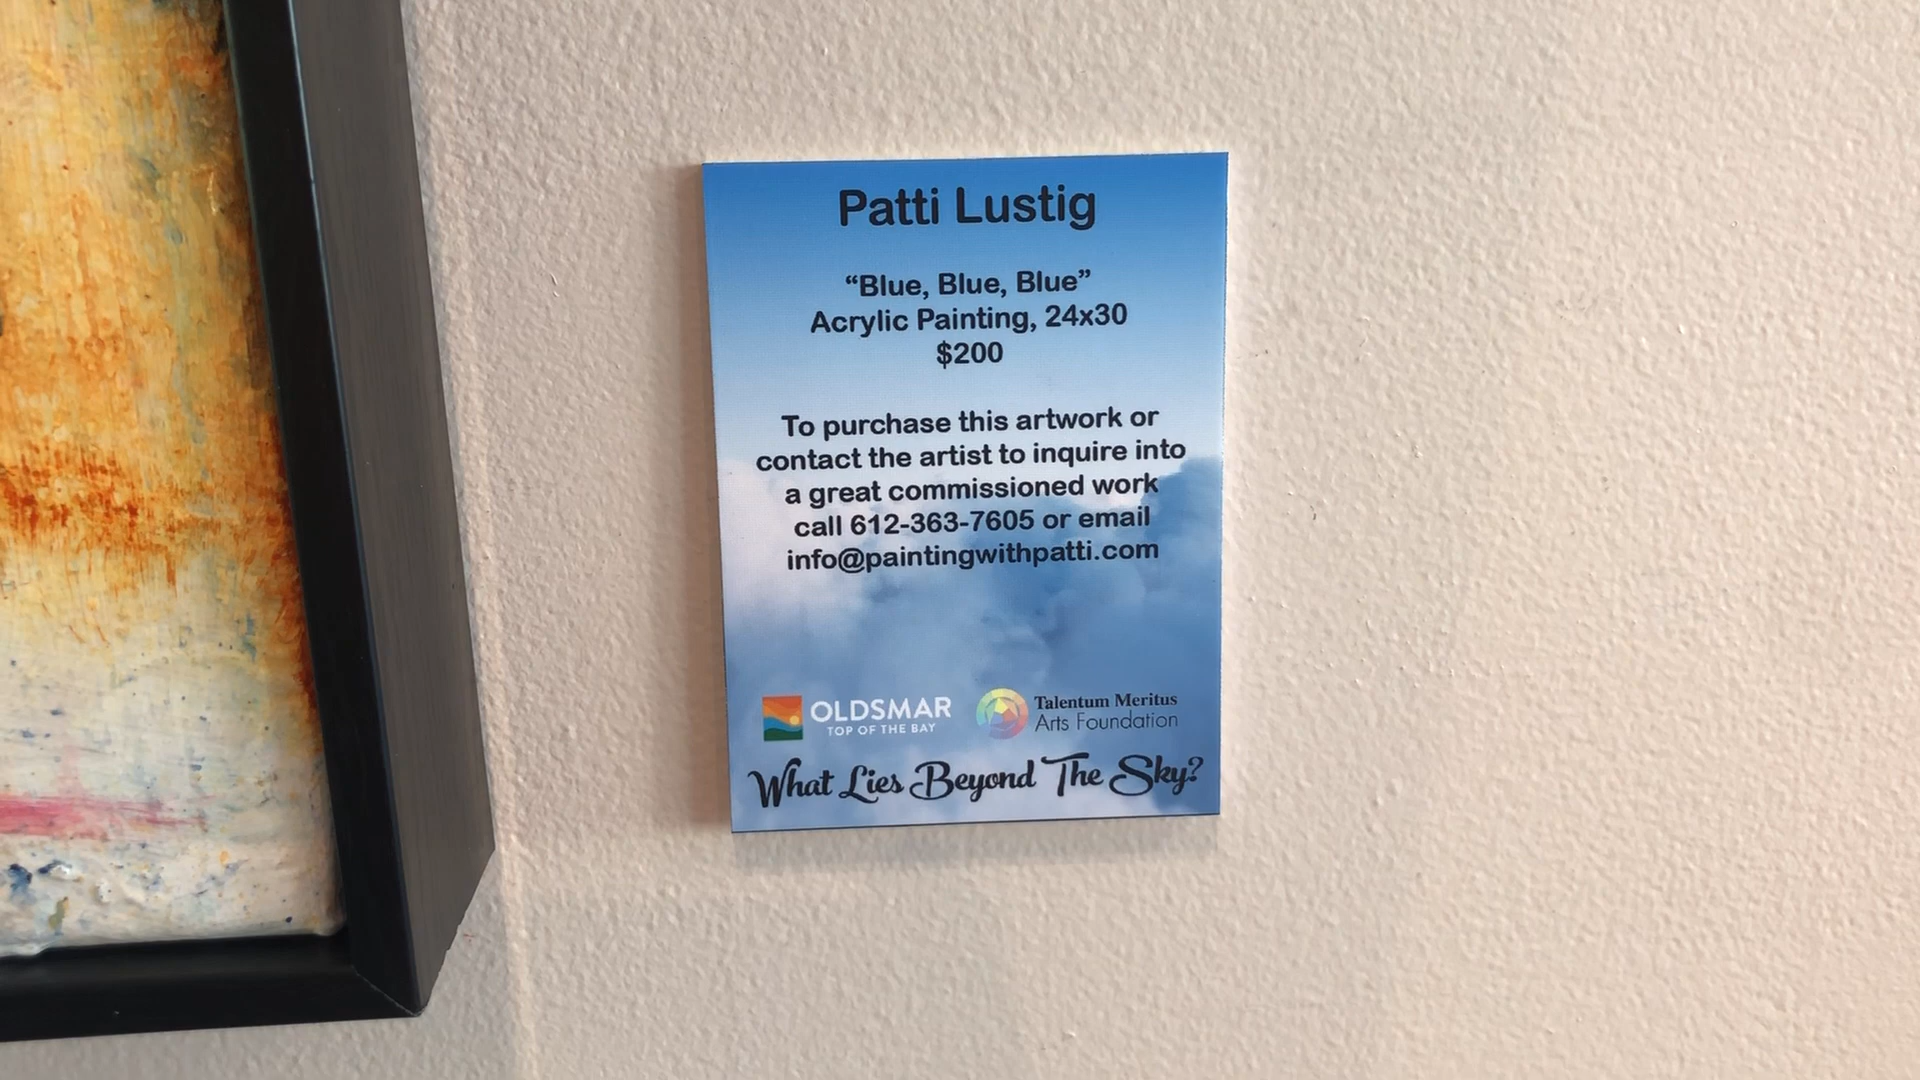 Patti Lustig
“Blue, Blue, Blue”
Acrylic Painting, 24x30
$200
To purchase this artwork or
contact the artist to inquire into
a great commissioned work
call 612-363-7605 or email
info@paintingwithpatti.com
OLDSMAR
TOP OF THE BAY
Talentum Meritus
Arts Foundation
What Lies Beyond The Sky?